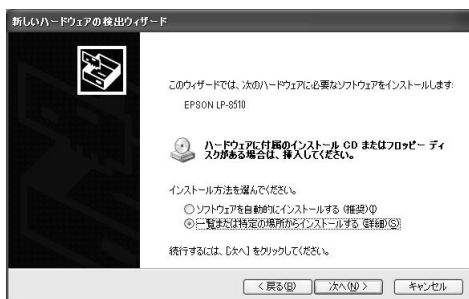 新しいハードウェアの検出ウィザード
このウィザードでは、次のハードウェアに必要なソフトウェアをインストールします:
EPSON LP-8510
ハードウェアに付属のインストール CD またはフロッピー ディ
スクがある場合は、挿入してください。
インストール方法を選んでください。
ソフトウェアを自動的にインストールする (推奨)(I)
一覧または特定の場所からインストールする (詳細)(S)
続行するには、[次へ] をクリックしてください。
< 戻る(B)
次へ(N) >
キャンセル